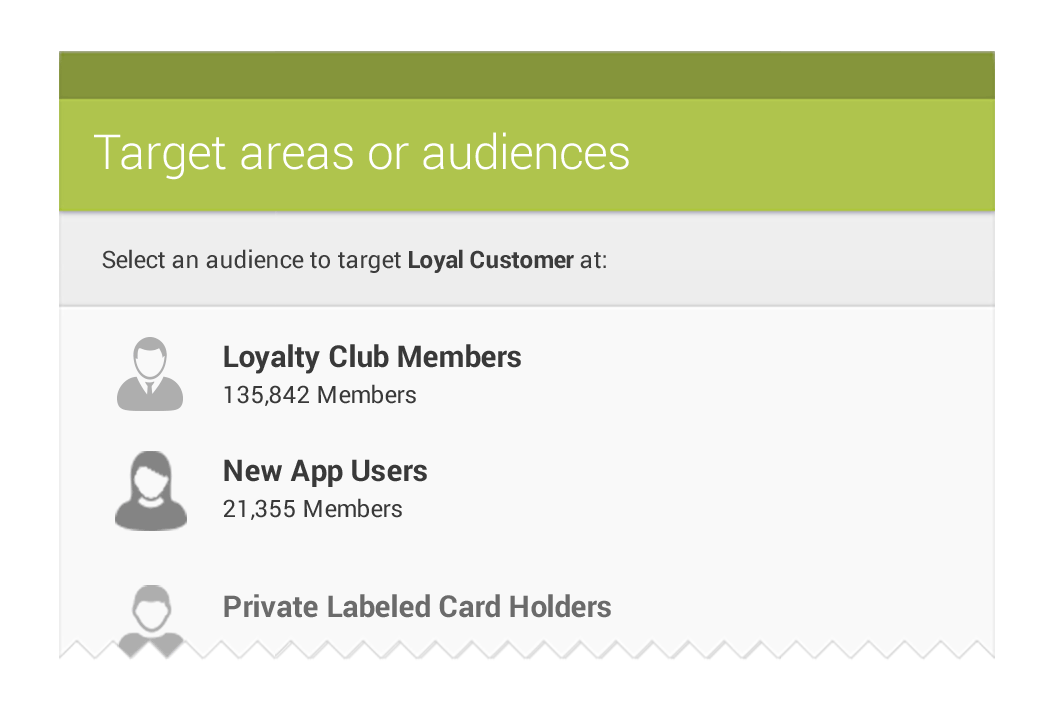 Target areas or audiences
Select an audience to target Loyal Customer at:
Loyalty Club Members
135,842 Members
New App Users
21,355 Members
Private Labeled Card Holders